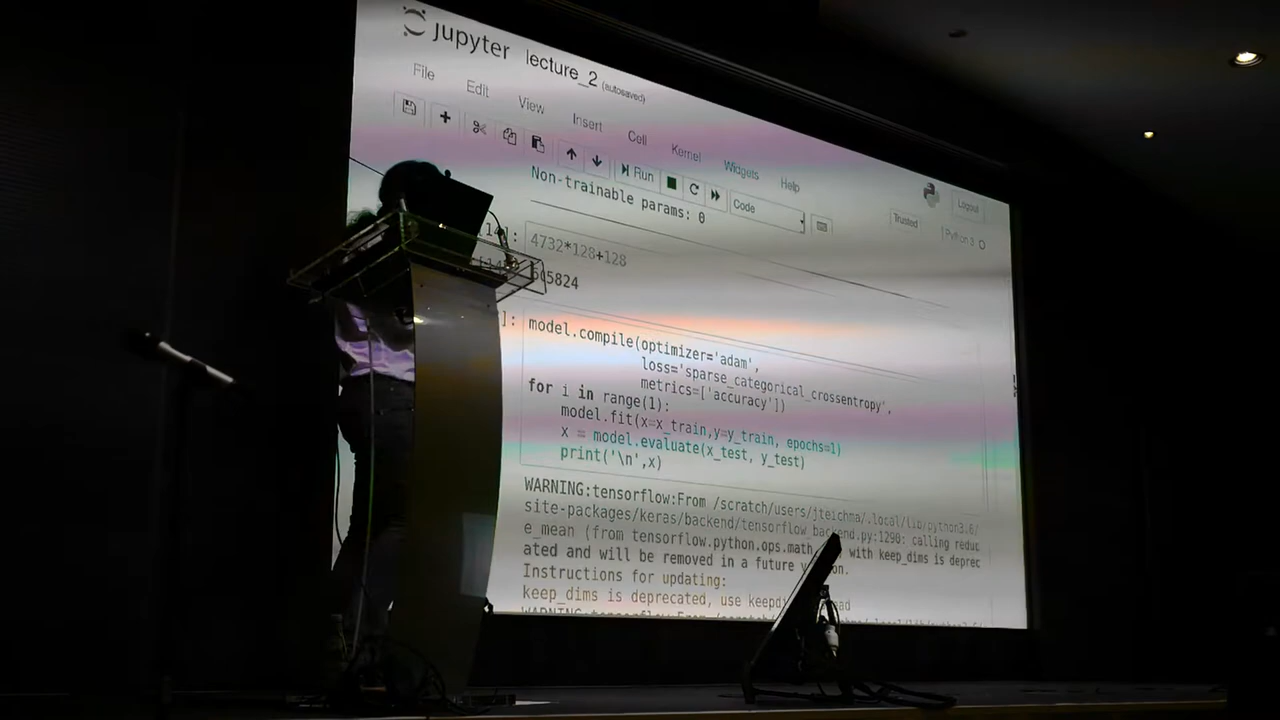 jupyter lecture_2 (autosaved)
File Edit View Insert Cell Kernel Widgets Help
Trusted Python 3 Logout
Run Code
Non-trainable params: 0
14]: 4732*128+128
605824
]: model.compile(optimizer='adam',
loss='sparse_categorical_crossentropy',
metrics=['accuracy'])
for i in range(1):
model.fit(x=x_train,y=y_train, epochs=1)
x = model.evaluate(x_test, y_test)
print('\n',x)
WARNING:tensorflow:From /scratch/users/jteichma/.local/lib/python3.6/
site-packages/keras/backend/tensorflow_backend.py:1290: calling reduc
e_mean (from tensorflow.python.ops.math with keep_dims is deprec
ated and will be removed in a future
Instructions for updating:
keep_dims is deprecated, use
WARNING:tensorflow:From